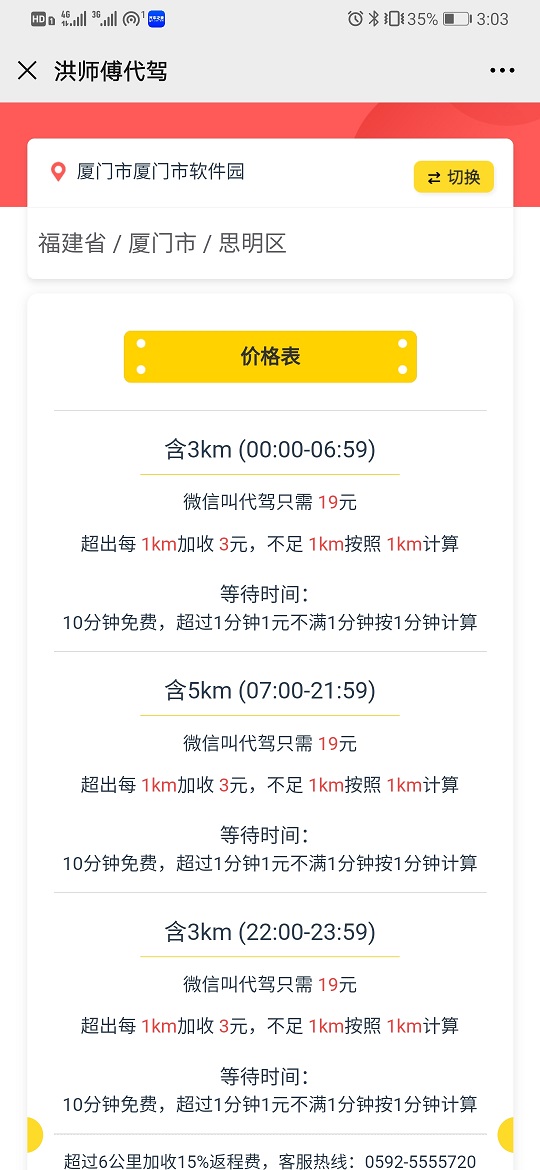 HD 4G 3G 1 35% 3:03
洪师傅代驾
厦门市厦门市软件园
切换
福建省 / 厦门市 / 思明区
价格表
含3km (00:00-06:59)
微信叫代驾只需 19元
超出每 1km加收 3元，不足 1km按照 1km计算
等待时间：
10分钟免费，超过1分钟1元不满1分钟按1分钟计算
含5km (07:00-21:59)
微信叫代驾只需 19元
超出每 1km加收 3元，不足 1km按照 1km计算
等待时间：
10分钟免费，超过1分钟1元不满1分钟按1分钟计算
含3km (22:00-23:59)
微信叫代驾只需 19元
超出每 1km加收 3元，不足 1km按照 1km计算
等待时间：
10分钟免费，超过1分钟1元不满1分钟按1分钟计算
超过6公里加收15%返程费，客服热线：0592-5555720